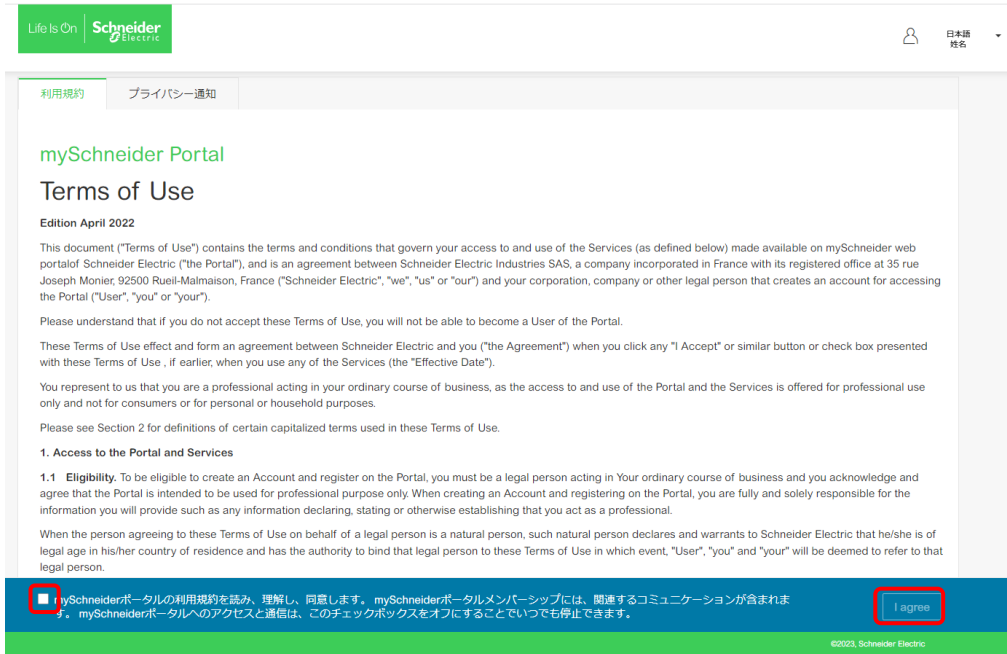 Life Is On Schneider Electric
日本語
姓名
利用規約 プライバシー通知
mySchneider Portal
Terms of Use
Edition April 2022
This document ("Terms of Use") contains the terms and conditions that govern your access to and use of the Services (as defined below) made available on mySchneider web
portalof Schneider Electric ("the Portal"), and is an agreement between Schneider Electric Industries SAS, a company incorporated in France with its registered office at 35 rue
Joseph Monier, 92500 Rueil-Malmaison, France ("Schneider Electric", "we", "us" or "our") and your corporation, company or other legal person that creates an account for accessing
the Portal ("User", "you" or "your").
Please understand that if you do not accept these Terms of Use, you will not be able to become a User of the Portal.
These Terms of Use effect and form an agreement between Schneider Electric and you ("the Agreement") when you click any "I Accept" or similar button or check box presented
with these Terms of Use , if earlier, when you use any of the Services (the "Effective Date").
You represent to us that you are a professional acting in your ordinary course of business, as the access to and use of the Portal and the Services is offered for professional use
only and not for consumers or for personal or household purposes.
Please see Section 2 for definitions of certain capitalized terms used in these Terms of Use.
1. Access to the Portal and Services
1.1 Eligibility. To be eligible to create an Account and register on the Portal, you must be a legal person acting in Your ordinary course of business and you acknowledge and
agree that the Portal is intended to be used for professional purpose only. When creating an Account and registering on the Portal, you are fully and solely responsible for the
information you will provide such as any information declaring, stating or otherwise establishing that you act as a professional.
When the person agreeing to these Terms of Use on behalf of a legal person is a natural person, such natural person declares and warrants to Schneider Electric that he/she is of
legal age in his/her country of residence and has the authority to bind that legal person to these Terms of Use in which event, "User", "you" and "your" will be deemed to refer to that
legal person.
mySchneiderポータルの利用規約を読み、理解し、同意します。 mySchneiderポータルメンバーシップには、関連するコミュニケーションが含まれま
す。 mySchneiderポータルへのアクセスと通信は、このチェックボックスをオフにすることでいつでも停止できます。
I agree
©2023, Schneider Electric